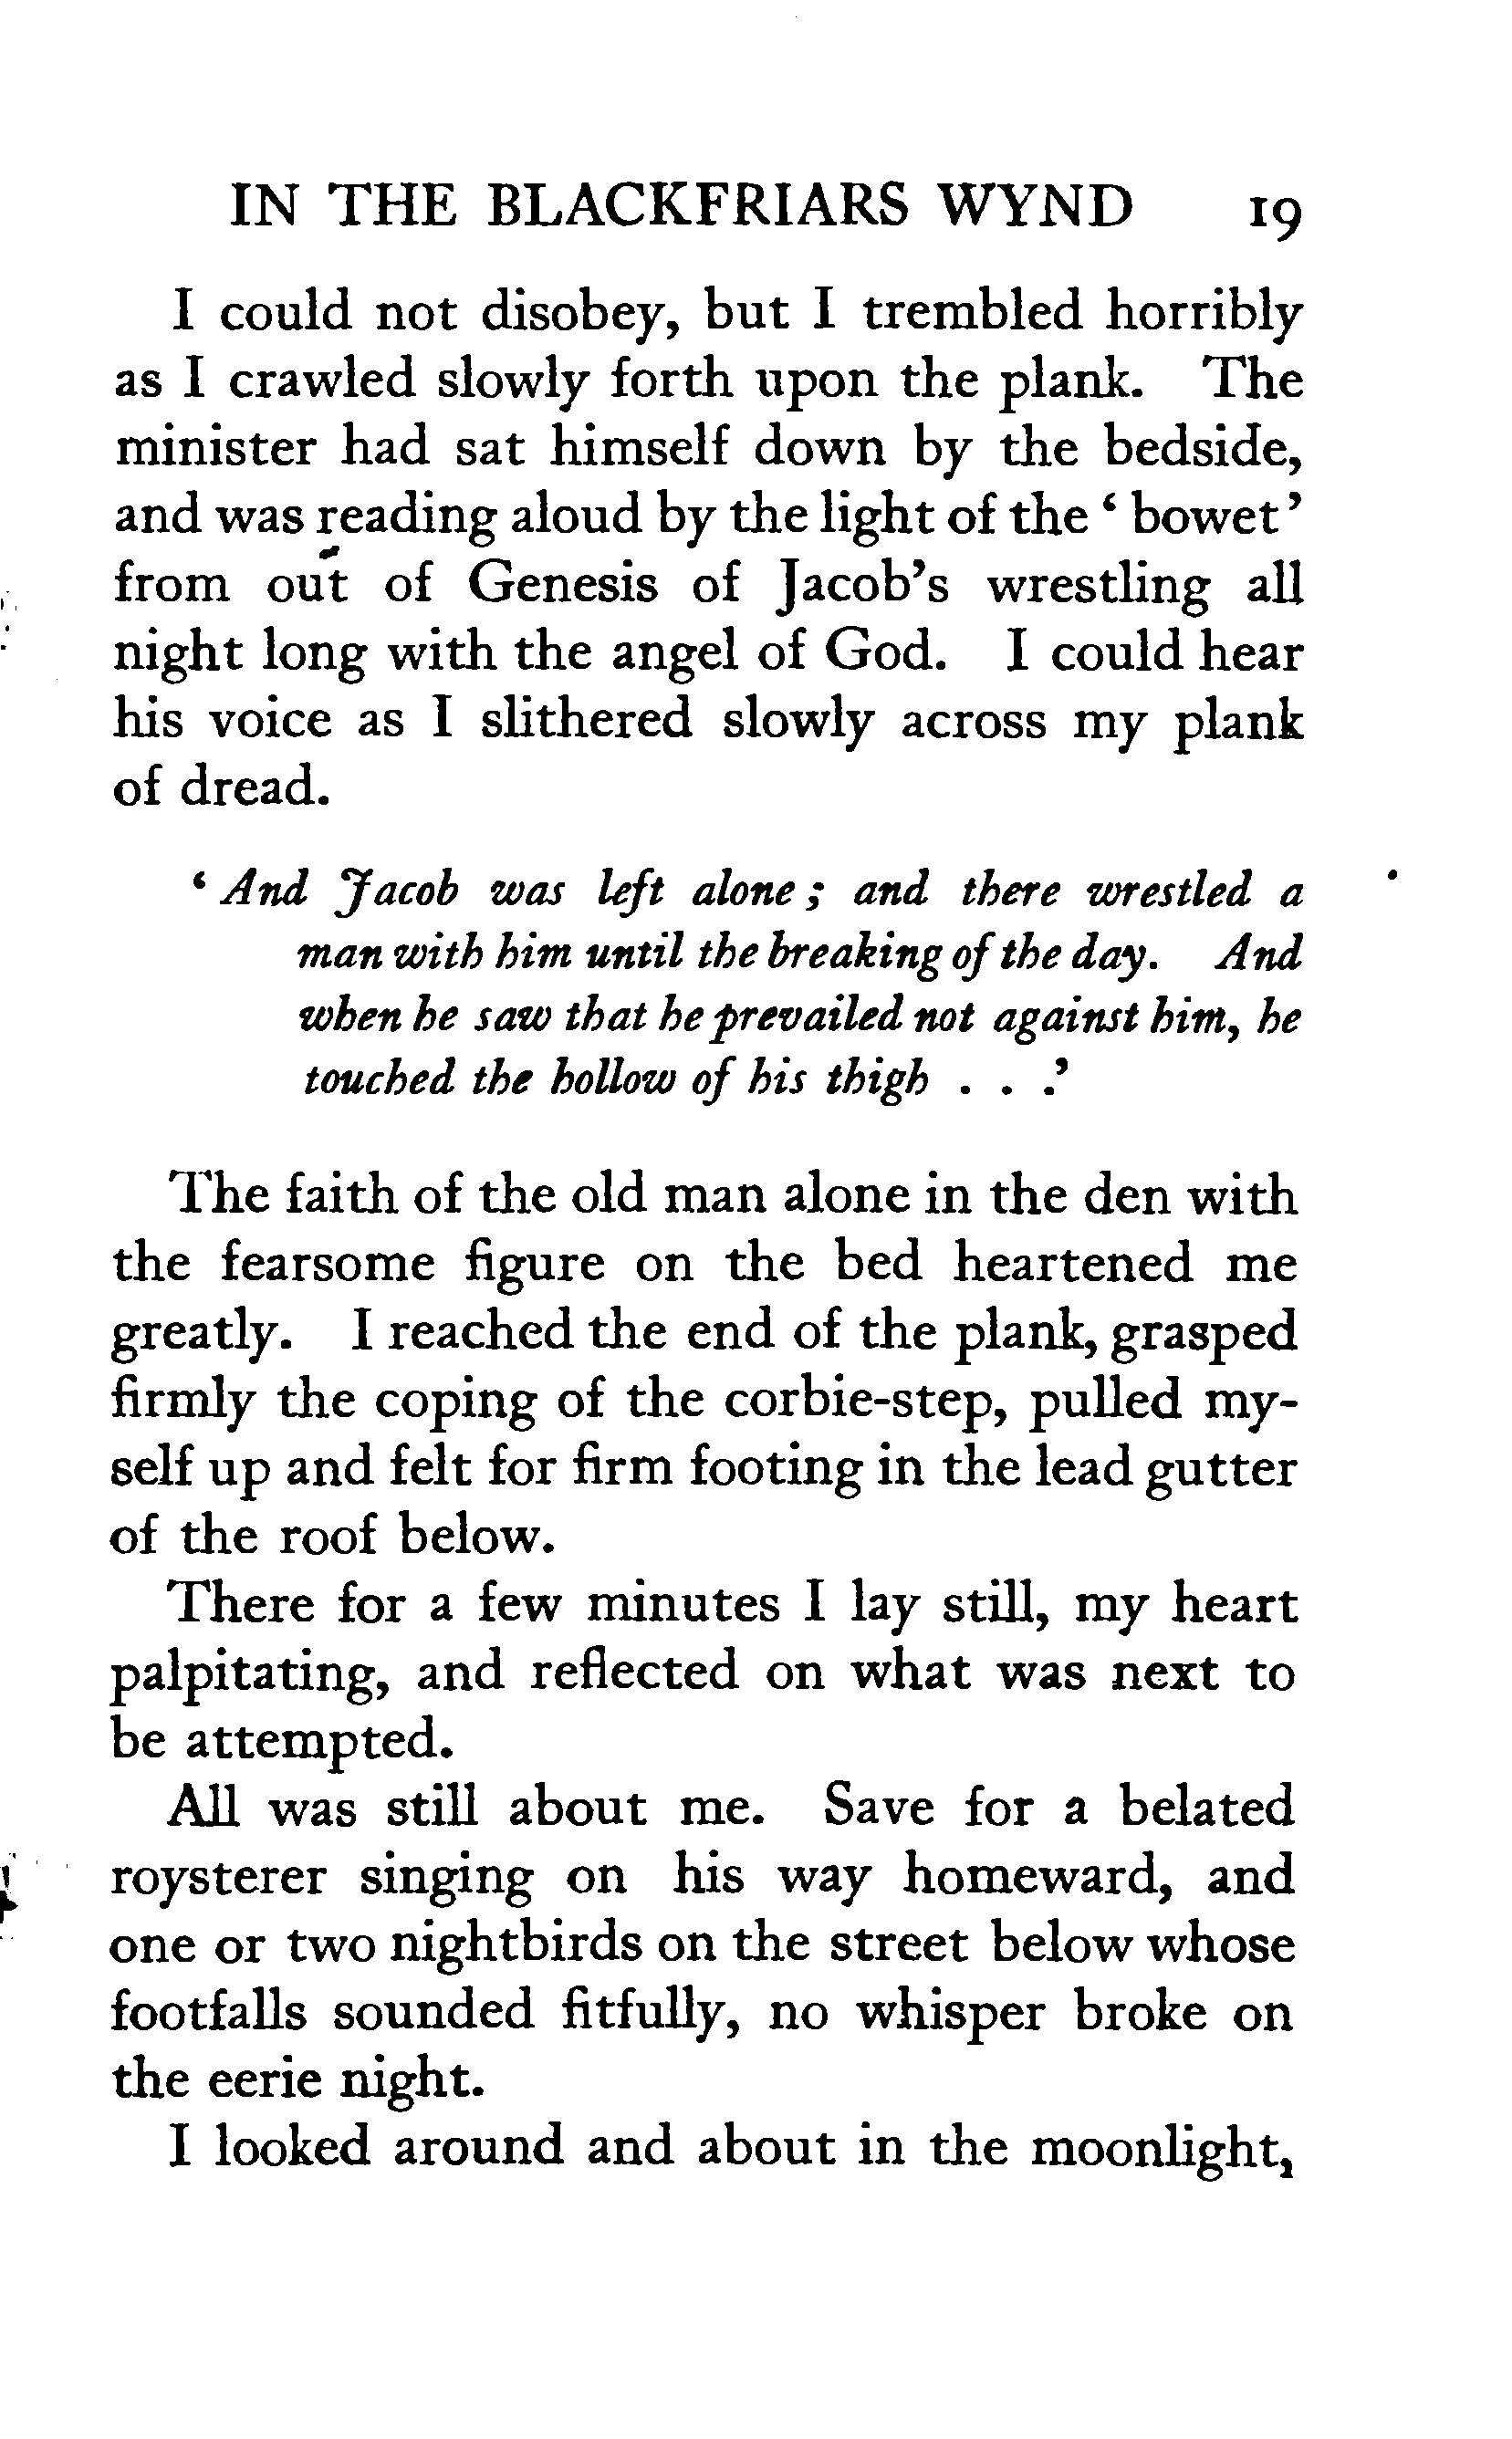 IN THE BLACKFRIARS WYND 19
I could not disobey, but I trembled horribly
as I crawled slowly forth upon the plank. The
minister had sat himself down by the bedside,
and was reading aloud by the light of the ‘ bowet ’
from out of Genesis of Jacob’s wrestling all
night long with the angel of God. I could hear
his voice as I slithered slowly across my plank
of dread.
‘ And Jacob was left alone ; and there wrestled a
man with him until the breaking of the day. And
when he saw that he prevailed not against him, he
touched the hollow of his thigh . . .’
The faith of the old man alone in the den with
the fearsome figure on the bed heartened me
greatly. I reached the end of the plank, grasped
firmly the coping of the corbie-step, pulled my-
self up and felt for firm footing in the lead gutter
of the roof below.
There for a few minutes I lay still, my heart
palpitating, and reflected on what was next to
be attempted.
All was still about me. Save for a belated
roysterer singing on his way homeward, and
one or two nightbirds on the street below whose
footfalls sounded fitfully, no whisper broke on
the eerie night.
I looked around and about in the moonlight,